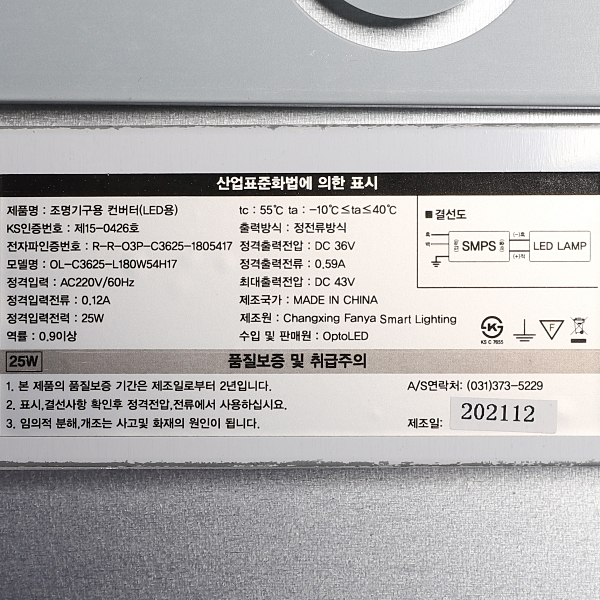 산업표준화법에 의한 표시
제품명 : 조명기구용 컨버터(LED용)
KS인증번호 : 제15-0426호
전자파인증번호 : R-R-O3P-C3625-1805417
모델명 : OL-C3625-L180W54H17
정격입력 : AC220V/60Hz
정격입력전류 : 0,12A
정격입력전력 : 25W
역률 : 0,9이상
tc : 55℃ ta : -10℃≤ta≤40℃
출력방식 : 정전류방식
정격출력전압 : DC 36V
정격출력전류 : 0,59A
최대출력전압 : DC 43V
제조국가 : MADE IN CHINA
제조원 : Changxing Fanya Smart Lighting
수입 및 판매원 : OptoLED
■ 결선도
흑
백
SMPS
(-)흑
(+)적
LED LAMP
KS C 7655
F
25W
품질보증 및 취급주의
1. 본 제품의 품질보증 기간은 제조일로부터 2년입니다.
2. 표시,결선사항 확인후 정격전압,전류에서 사용하십시요.
3. 임의적 분해,개조는 사고및 화재의 원인이 됩니다.
A/S연락처: (031)373-5229
제조일: 202112